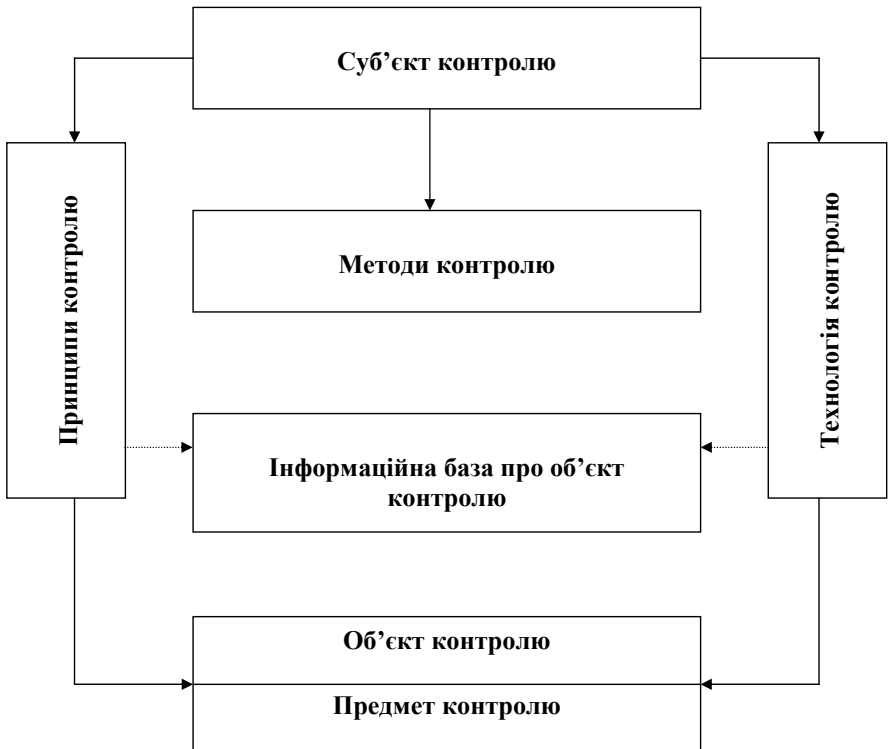 Суб’єкт контролю
Принципи контролю
Методи контролю
Технологія контролю
Інформаційна база про об’єкт
контролю
Об’єкт контролю
Предмет контролю